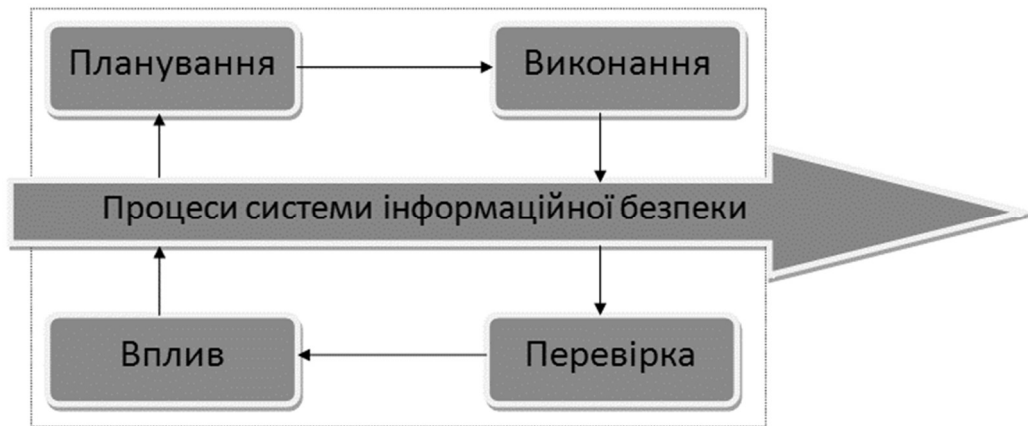 Планування
Виконання
Процеси системи інформаційної безпеки
Вплив
Перевірка